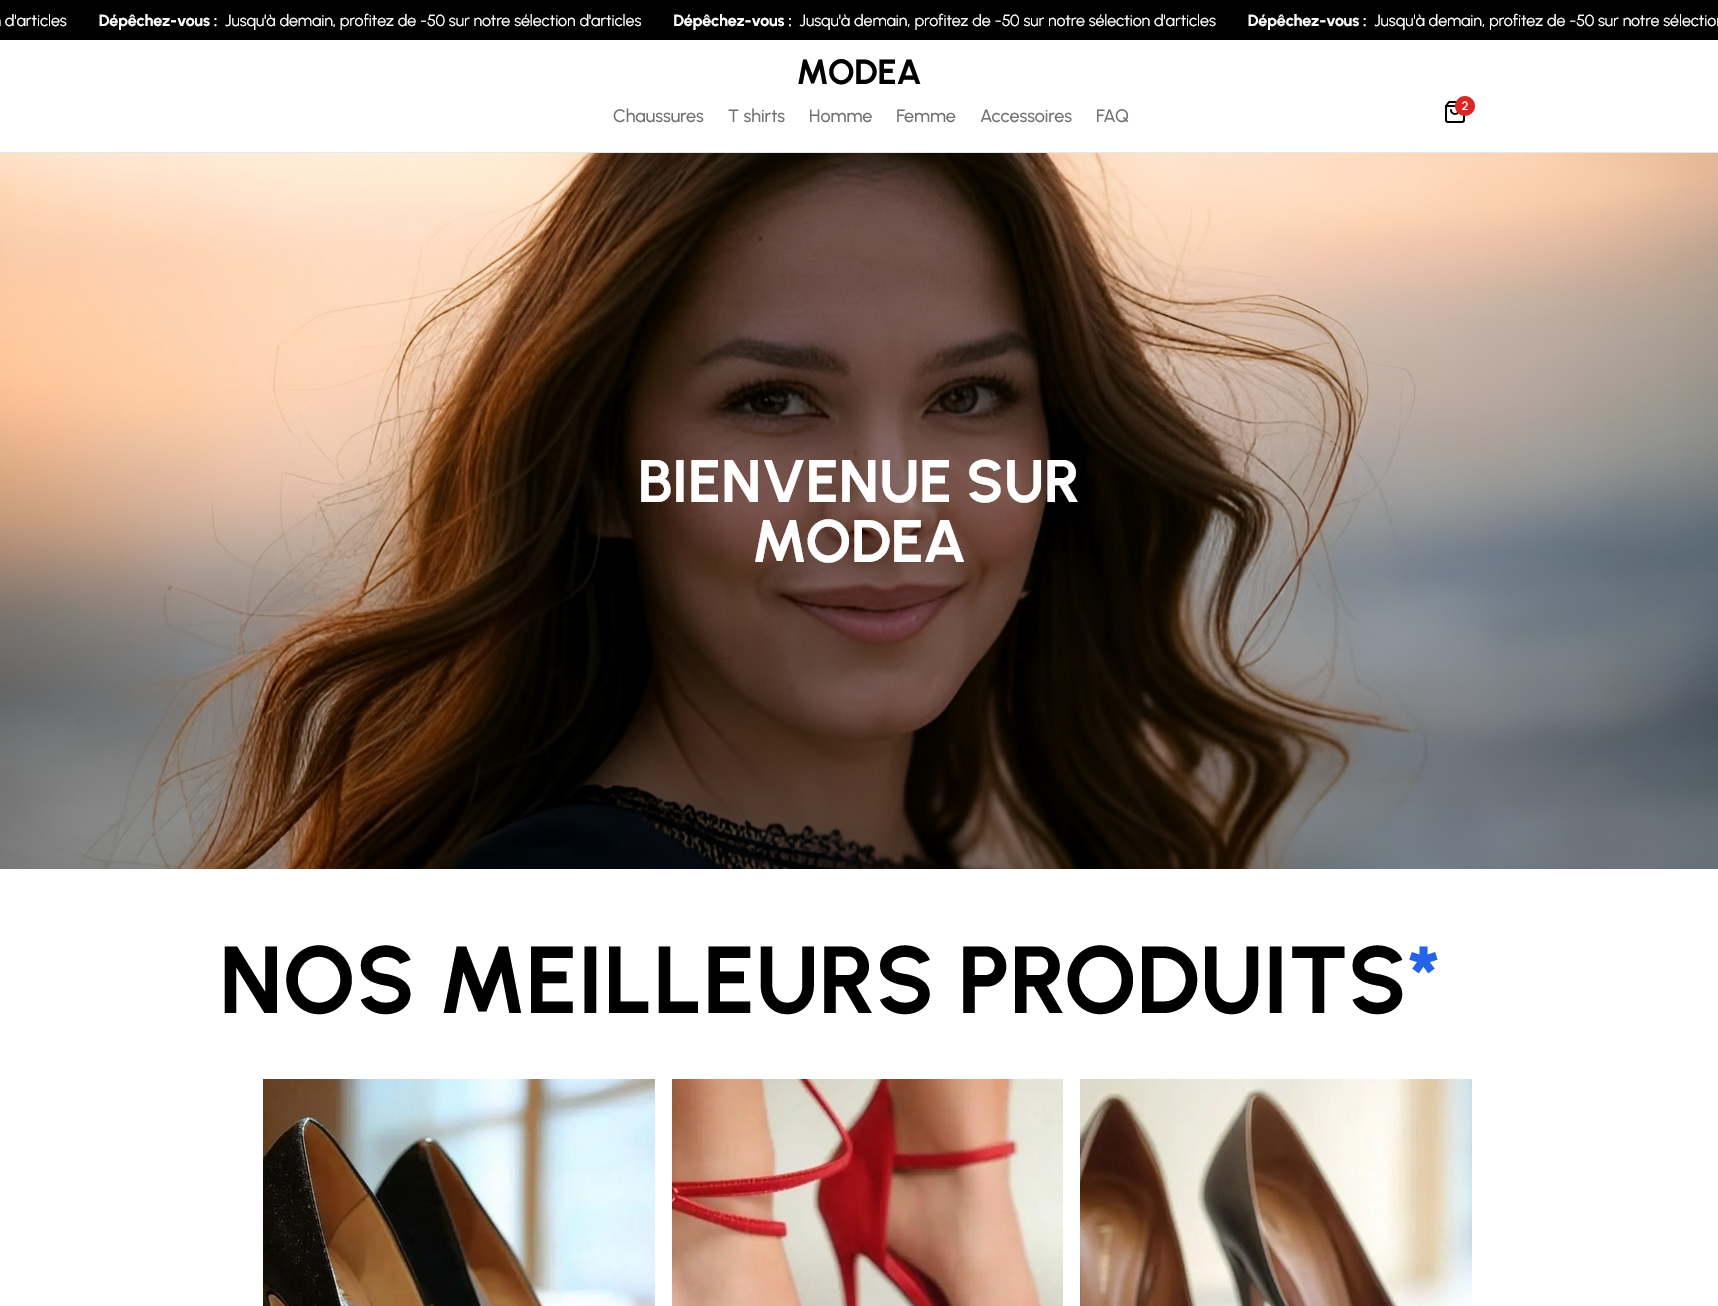 d'articles Dépêchez-vous : Jusqu'à demain, profitez de -50 sur notre sélection d'articles Dépêchez-vous : Jusqu'à demain, profitez de -50 sur notre sélection d'articles Dépêchez-vous : Jusqu'à demain, profitez de -50 sur notre
MODEA
Chaussures T shirts Homme Femme Accessoires FAQ
2
BIENVENUE SUR
MODEA
NOS MEILLEURS PRODUITS*